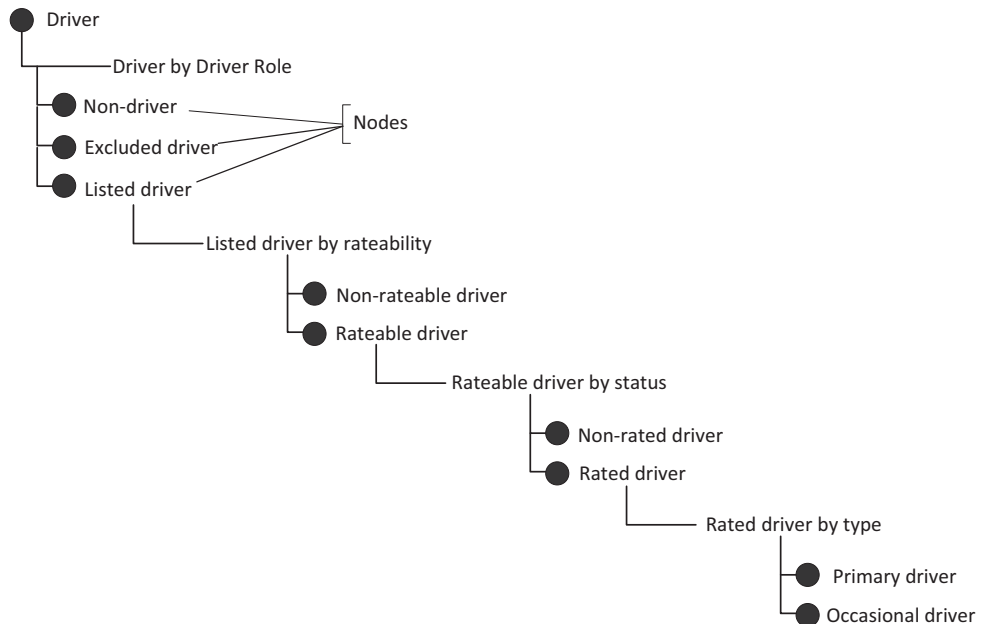 Driver
Driver by Driver Role
Non-driver
Nodes
Excluded driver
Listed driver
Listed driver by rateability
Non-rateable driver
Rateable driver
Rateable driver by status
Non-rated driver
Rated driver
Rated driver by type
Primary driver
Occasional driver